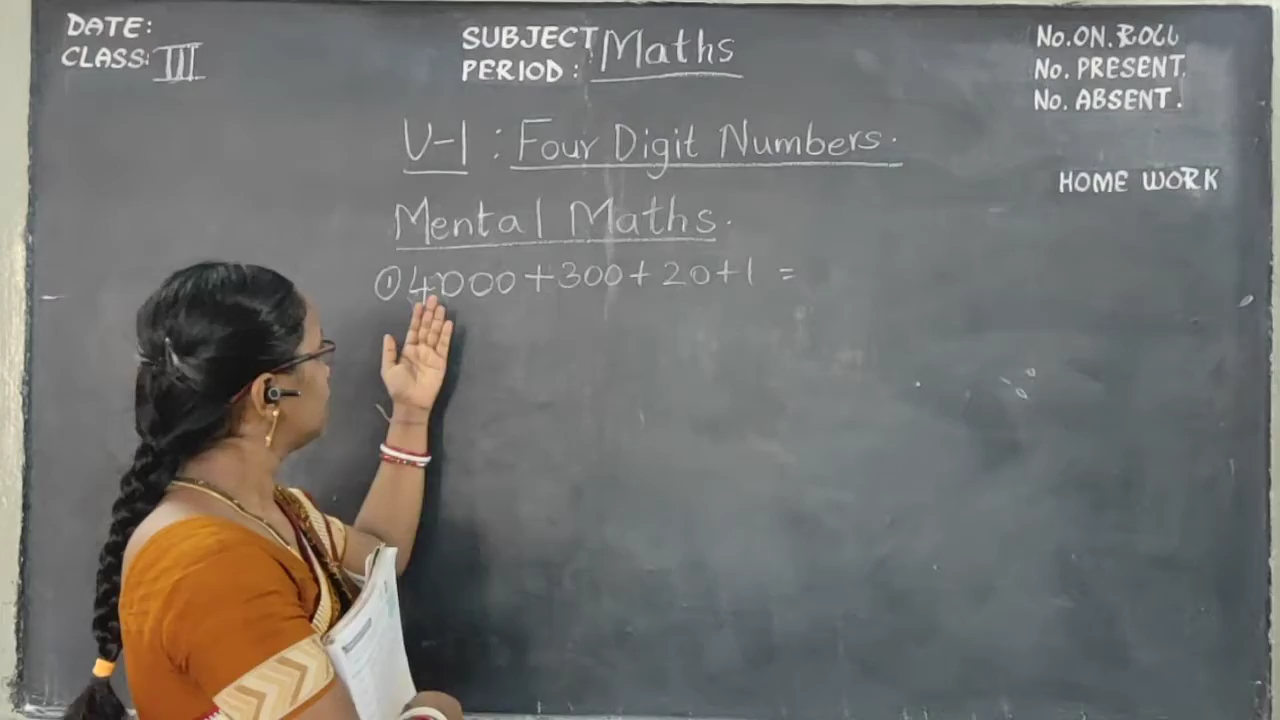 DATE:
CLASS: III
SUBJECT: Maths
PERIOD:
No. ON. ROLL
No. PRESENT.
No. ABSENT.
U-1 : Four Digit Numbers.
HOME WORK
Mental Maths.
① 4000 + 300 + 20 + 1 =